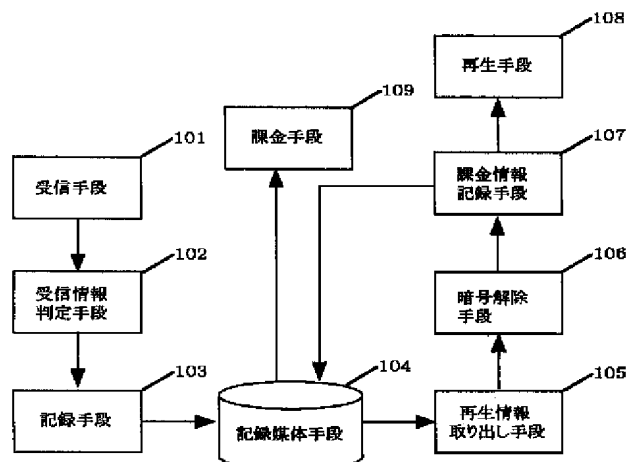 108
再生手段
109
課金手段
107
課金情報
記録手段
101
受信手段
102
受信情報
判定手段
106
暗号解除
手段
103
記録手段
104
記録媒体手段
105
再生情報
取り出し手段